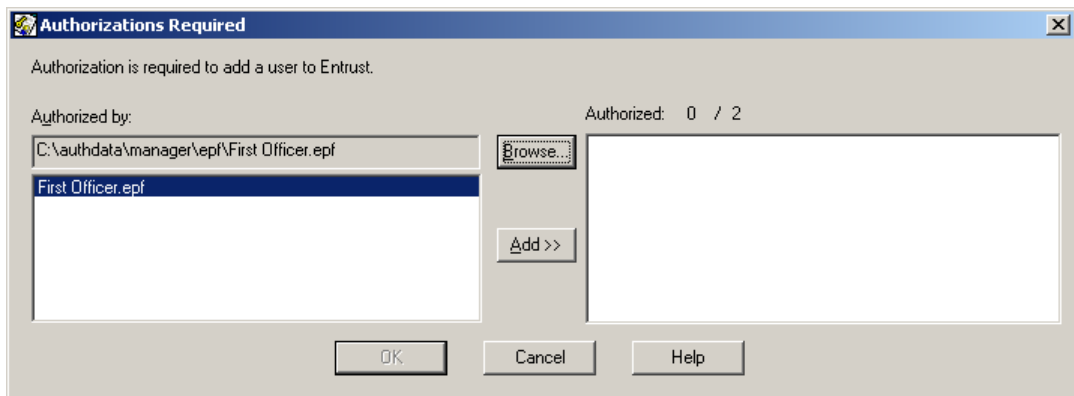 Authorizations Required
Authorization is required to add a user to Entrust.
Authorized by:
Authorized: 0 / 2
C:\authdata\manager\epf\First Officer.epf
Browse...
First Officer.epf
Add >>
OK
Cancel
Help